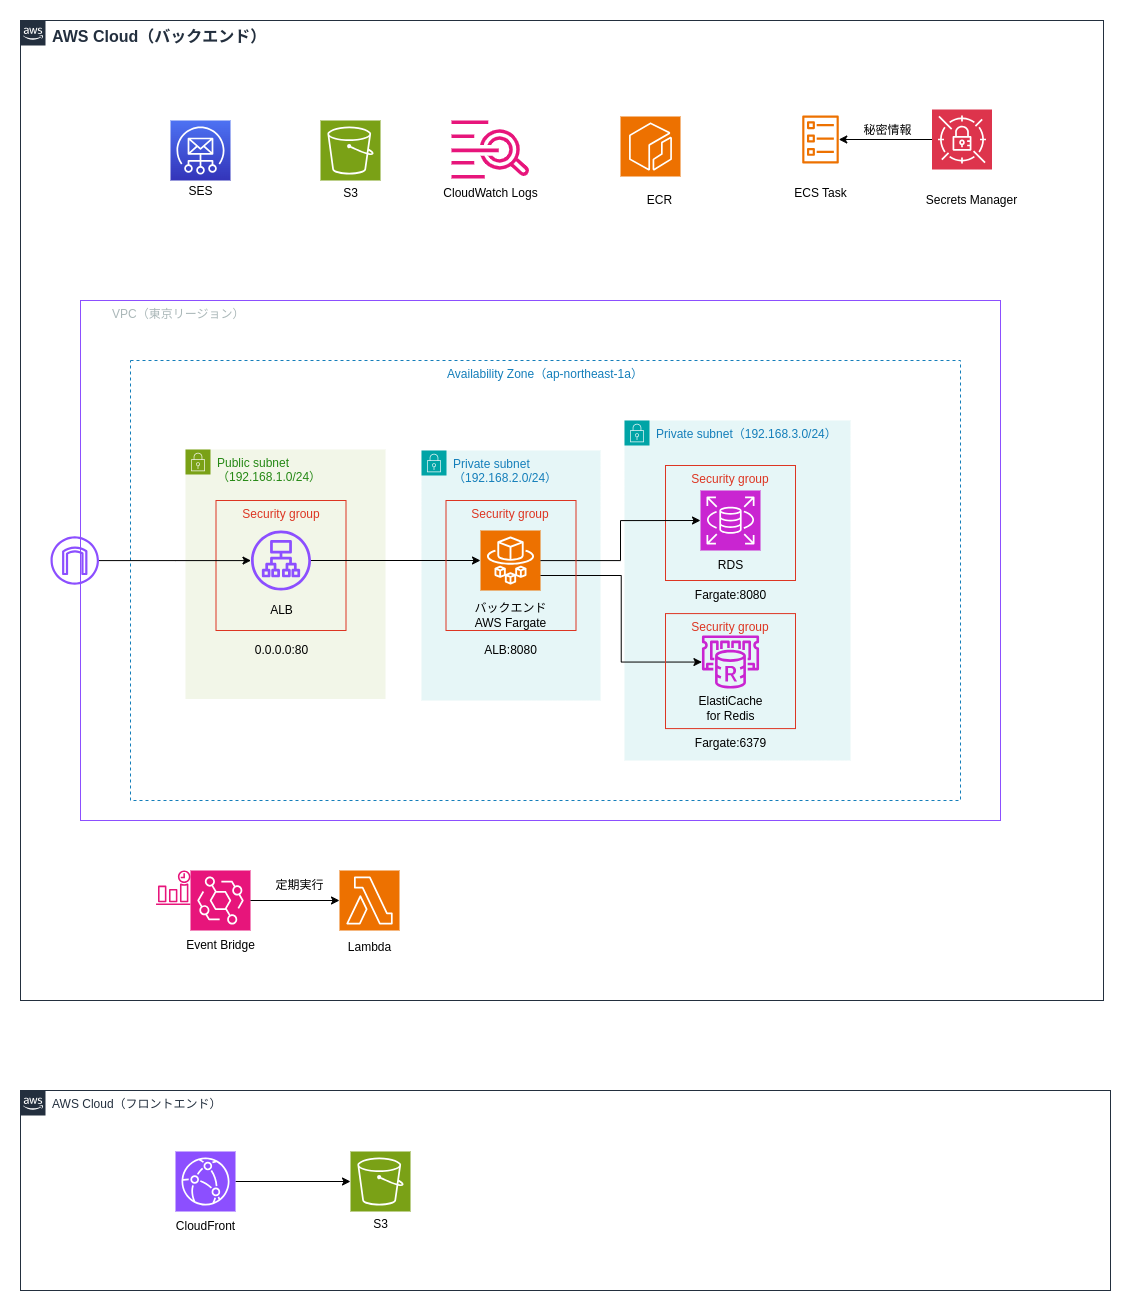 aws
AWS Cloud（バックエンド）
SES
S3
CloudWatch Logs
ECR
ECS Task
秘密情報
Secrets Manager
VPC（東京リージョン）
Availability Zone（ap-northeast-1a）
Public subnet
（192.168.1.0/24）
Security group
ALB
0.0.0.0:80
Private subnet
（192.168.2.0/24）
Security group
バックエンド
AWS Fargate
ALB:8080
Private subnet（192.168.3.0/24）
Security group
RDS
Fargate:8080
Security group
R
ElastiCache
for Redis
Fargate:6379
Event Bridge
定期実行
Lambda
aws
AWS Cloud（フロントエンド）
CloudFront
S3